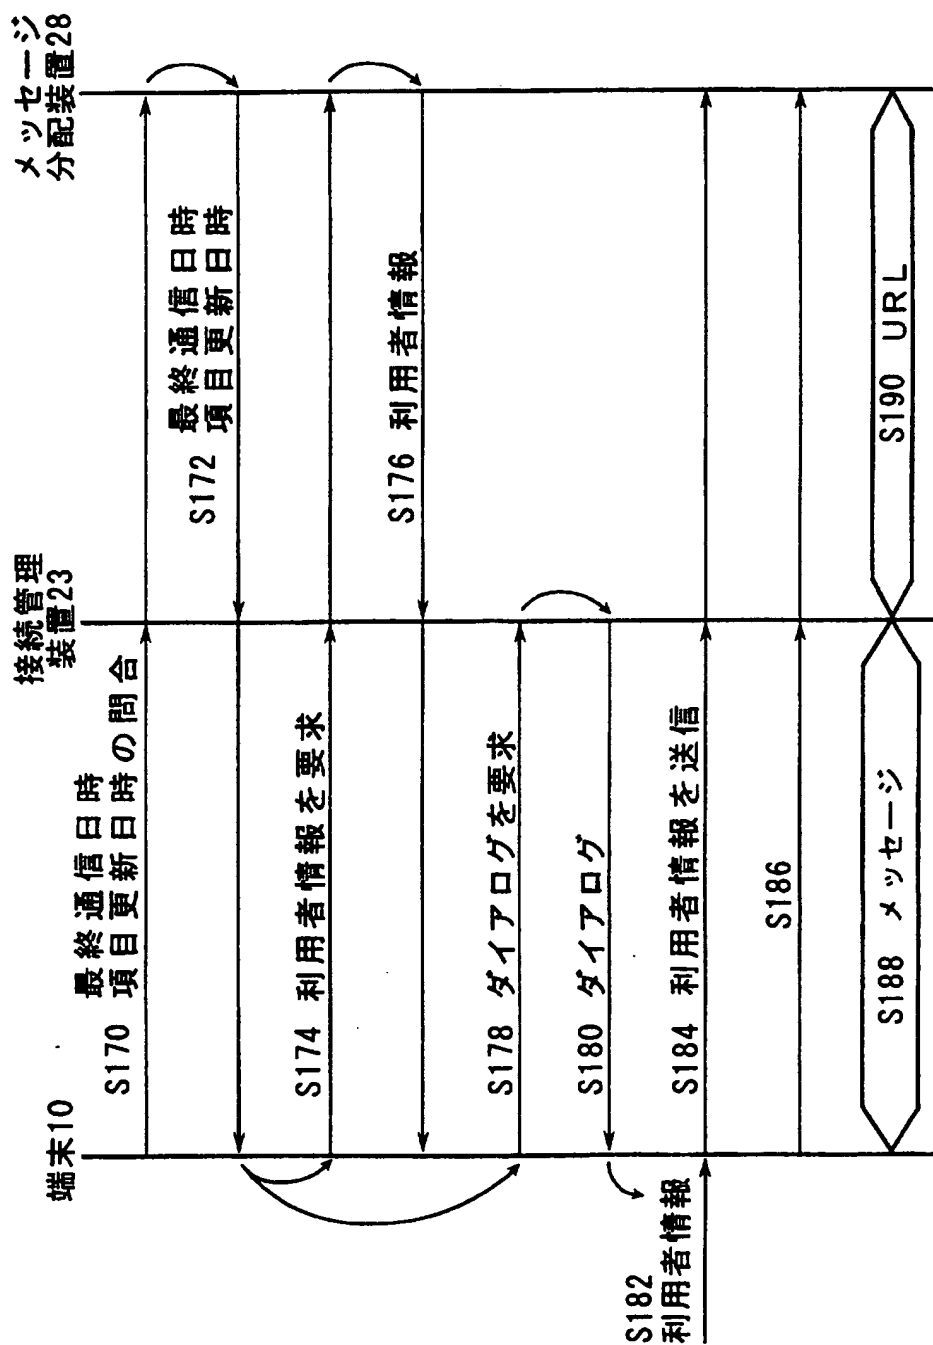 端末10
接続管理
装置23
メッセージ
分配装置28
最終通信日時
S170 項目更新日時の問合
最終通信日時
S172 項目更新日時
S174 利用者情報を要求
S176 利用者情報
S178 ダイアログを要求
S180 ダイアログ
S182
利用者情報
S184 利用者情報を送信
S186
S188 メッセージ
S190 URL